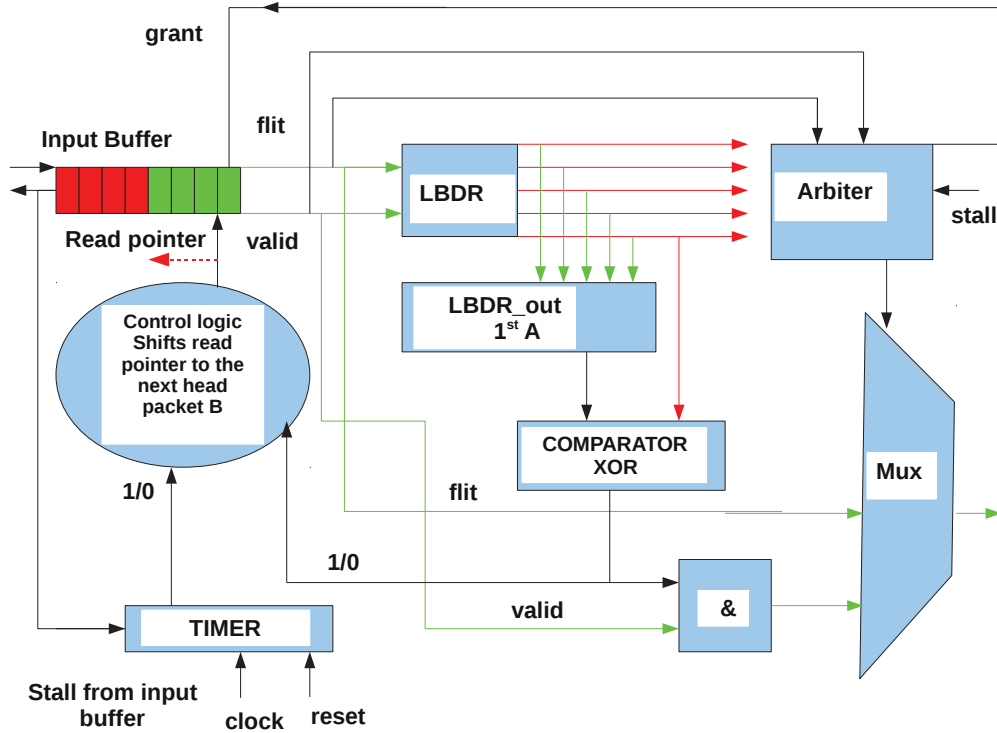 grant
flit
Input Buffer
LBDR
Arbiter
stall
Read pointer
valid
LBDR_out
1st A
Control logic
Shifts read
pointer to the
next head
packet B
COMPARATOR
XOR
Mux
1/0
flit
1/0
valid
&
TIMER
Stall from input
buffer
clock
reset